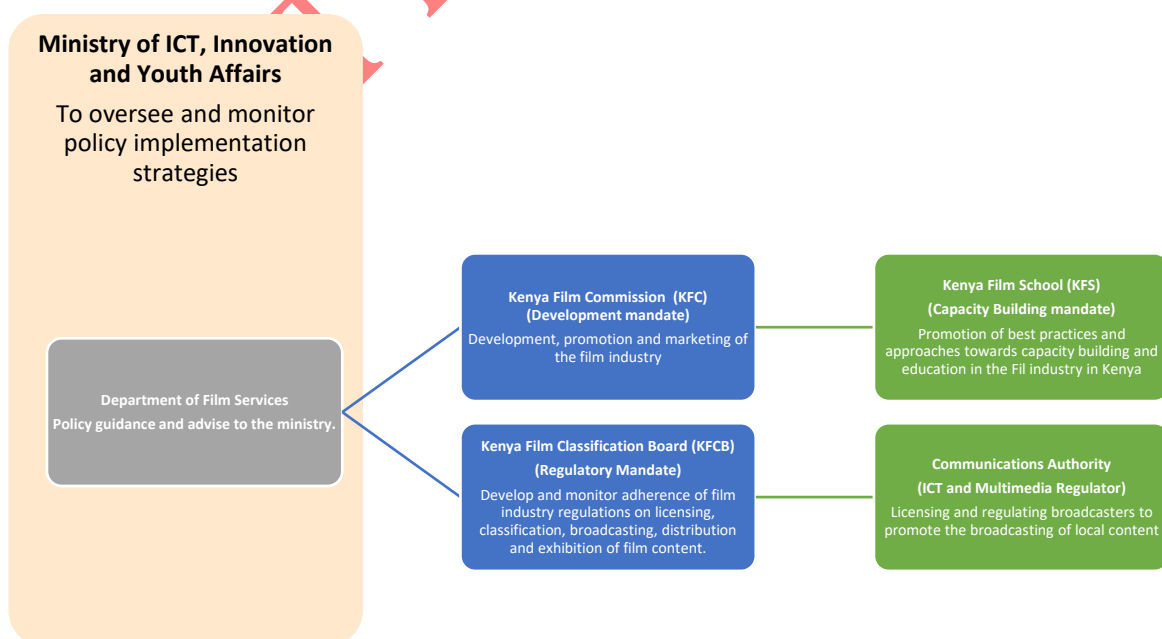 Ministry of ICT, Innovation
and Youth Affairs
To oversee and monitor
policy implementation
strategies
Department of Film Services
Policy guidance and advise to the ministry.
Kenya Film Commission (KFC)
(Development mandate)
Development, promotion and marketing of
the film industry
Kenya Film Classification Board (KFCB)
(Regulatory Mandate)
Develop and monitor adherence of film
industry regulations on licensing,
classification, broadcasting, distribution
and exhibition of film content.
Kenya Film School (KFS)
(Capacity Building mandate)
Promotion of best practices and
approaches towards capacity building and
education in the Fil industry in Kenya
Communications Authority
(ICT and Multimedia Regulator)
Licensing and regulating broadcasters to
promote the broadcasting of local content